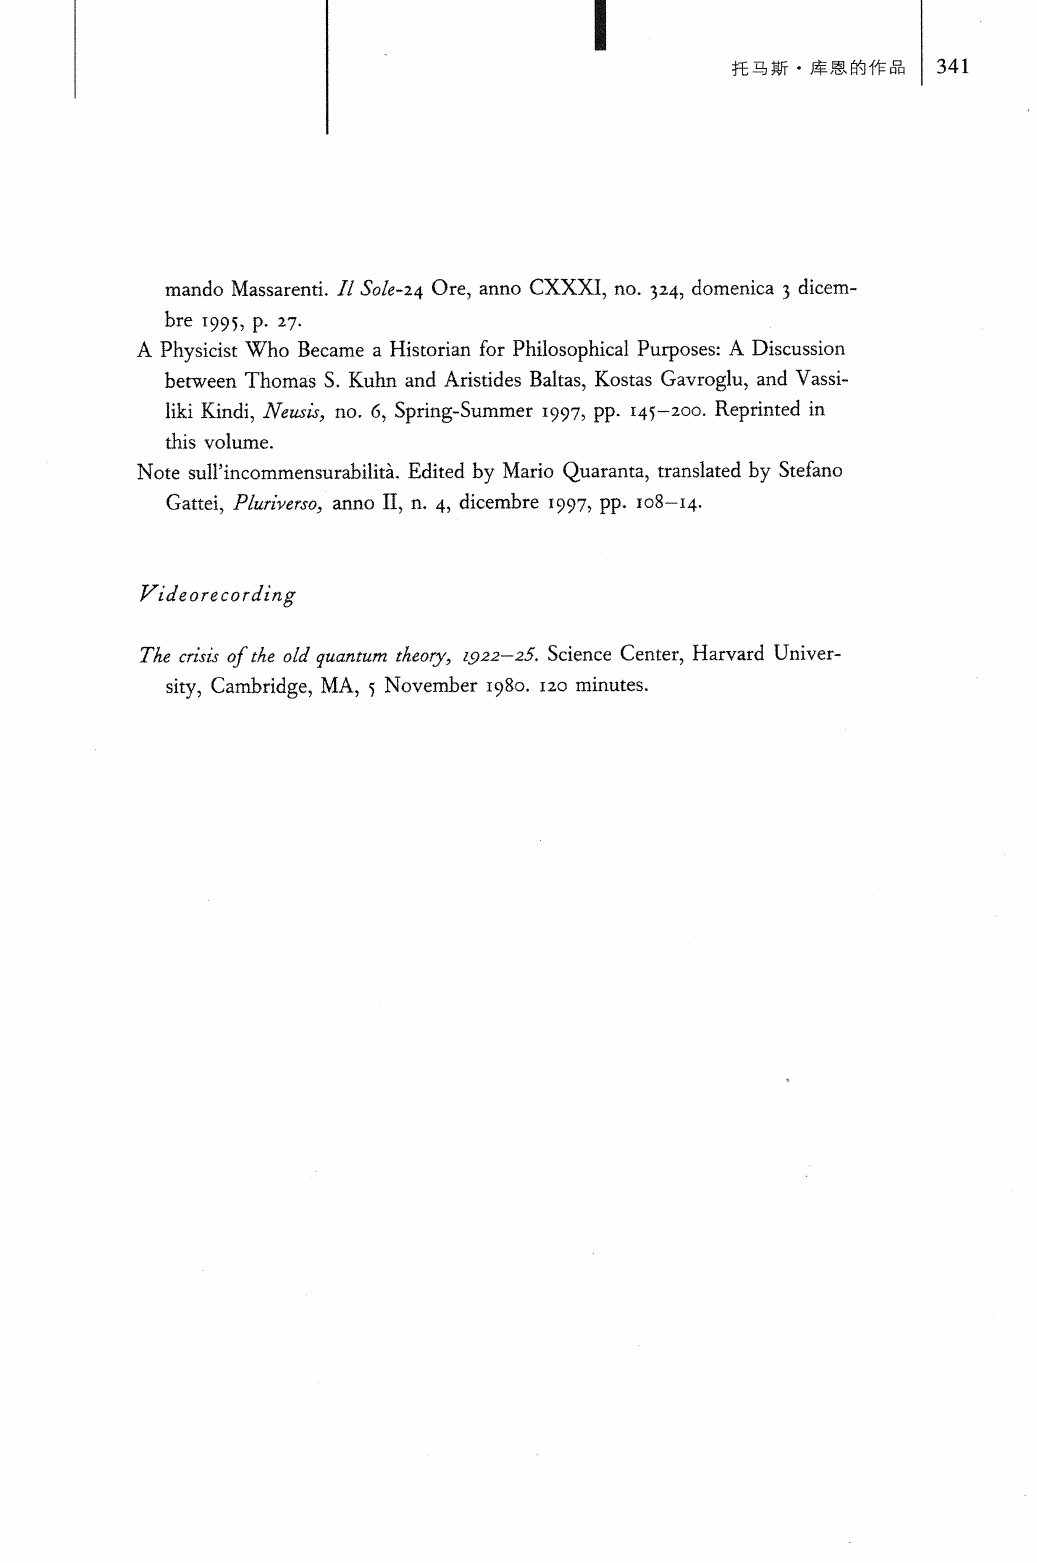 托马斯·库恩的作品 341
mando Massarenti. Il Sole-24 Ore, anno CXXXI, no. 324, domenica 3 dicem-
bre 1995, p. 27.
A Physicist Who Became a Historian for Philosophical Purposes: A Discussion
between Thomas S. Kuhn and Aristides Baltas, Kostas Gavroglu, and Vassi-
liki Kindi, Neusis, no. 6, Spring-Summer 1997, pp. 145–200. Reprinted in
this volume.
Note sull'incommensurabilità. Edited by Mario Quaranta, translated by Stefano
Gattei, Pluriverso, anno II, n. 4, dicembre 1997, pp. 108–14.
Videorecording
The crisis of the old quantum theory, 1922–25. Science Center, Harvard Univer-
sity, Cambridge, MA, 5 November 1980. 120 minutes.